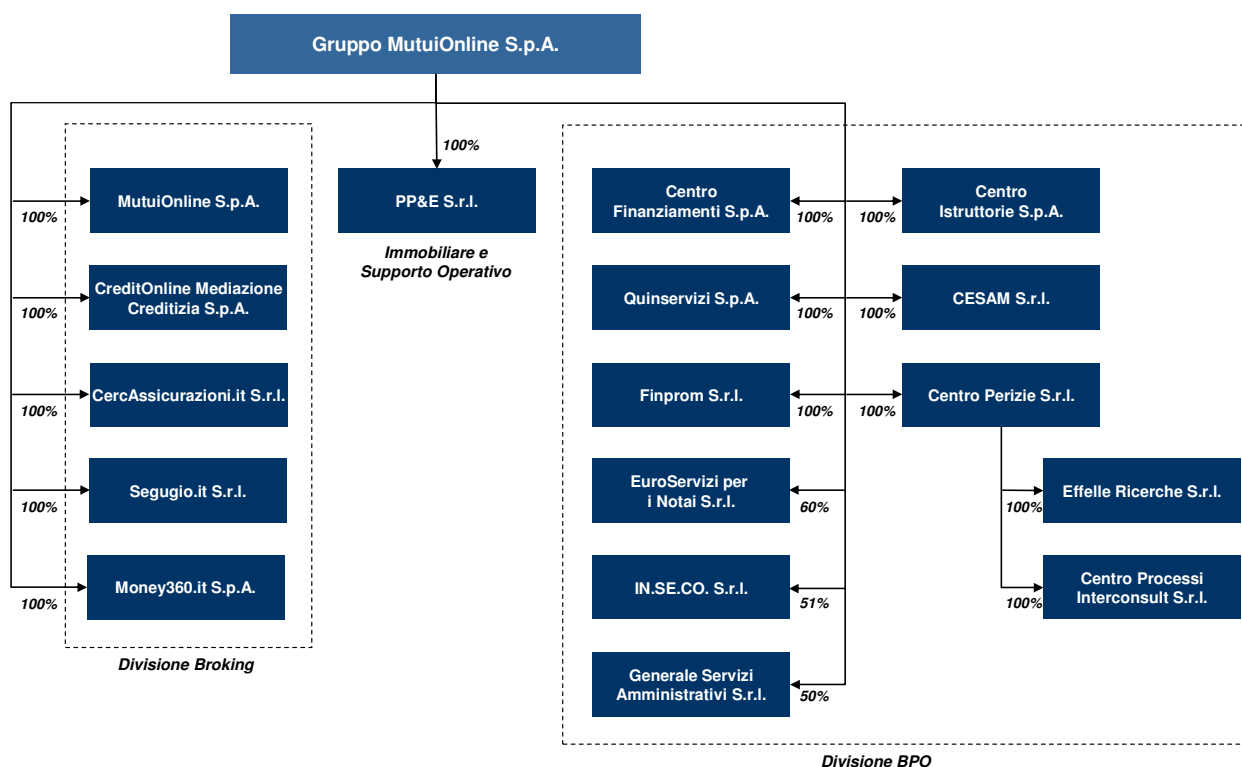 Gruppo MutuiOnline S.p.A.
100%
MutuiOnline S.p.A.
100%
CreditOnline Mediazione
Creditizia S.p.A.
100%
CercAssicurazioni.it S.r.l.
100%
Segugio.it S.r.l.
100%
Money360.it S.p.A.
100%
Divisione Broking
PP&E S.r.l.
Immobiliare e
Supporto Operativo
Centro
Finanziamenti S.p.A.
100%
100%
Centro
Istruttorie S.p.A.
Quinservizi S.p.A.
100%
100%
CESAM S.r.l.
Finprom S.r.l.
100%
100%
Centro Perizie S.r.l.
EuroServizi per
i Notai S.r.l.
60%
Effelle Ricerche S.r.l.
100%
IN.SE.CO. S.r.l.
51%
Centro Processi
Interconsult S.r.l.
100%
Generale Servizi
Amministrativi S.r.l.
50%
Divisione BPO